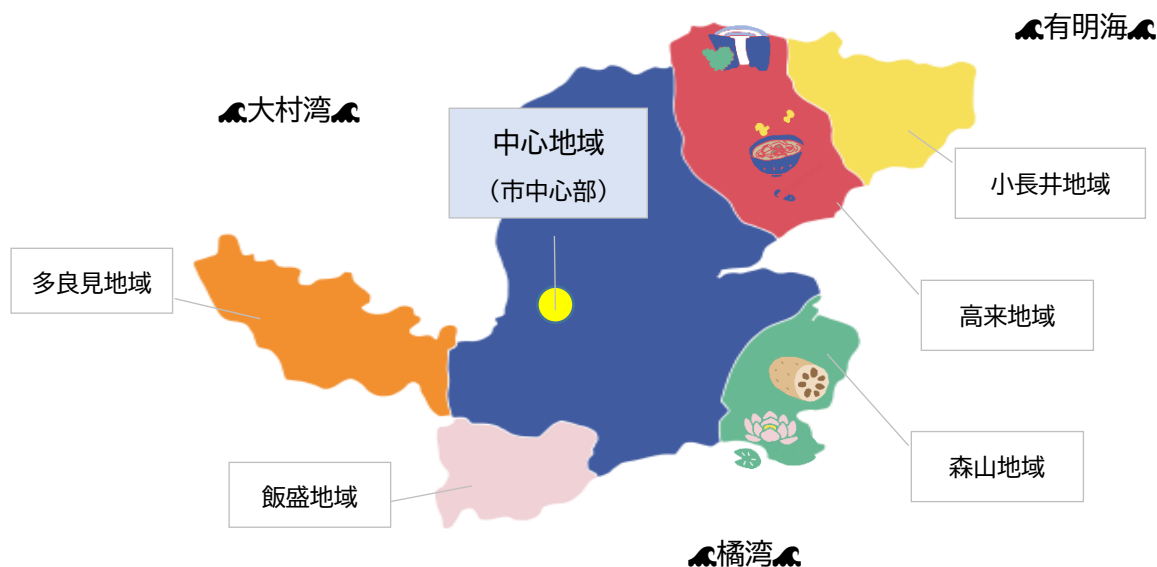 有明海
大村湾
中心地域
（市中心部）
小長井地域
多良見地域
高来地域
森山地域
飯盛地域
橘湾